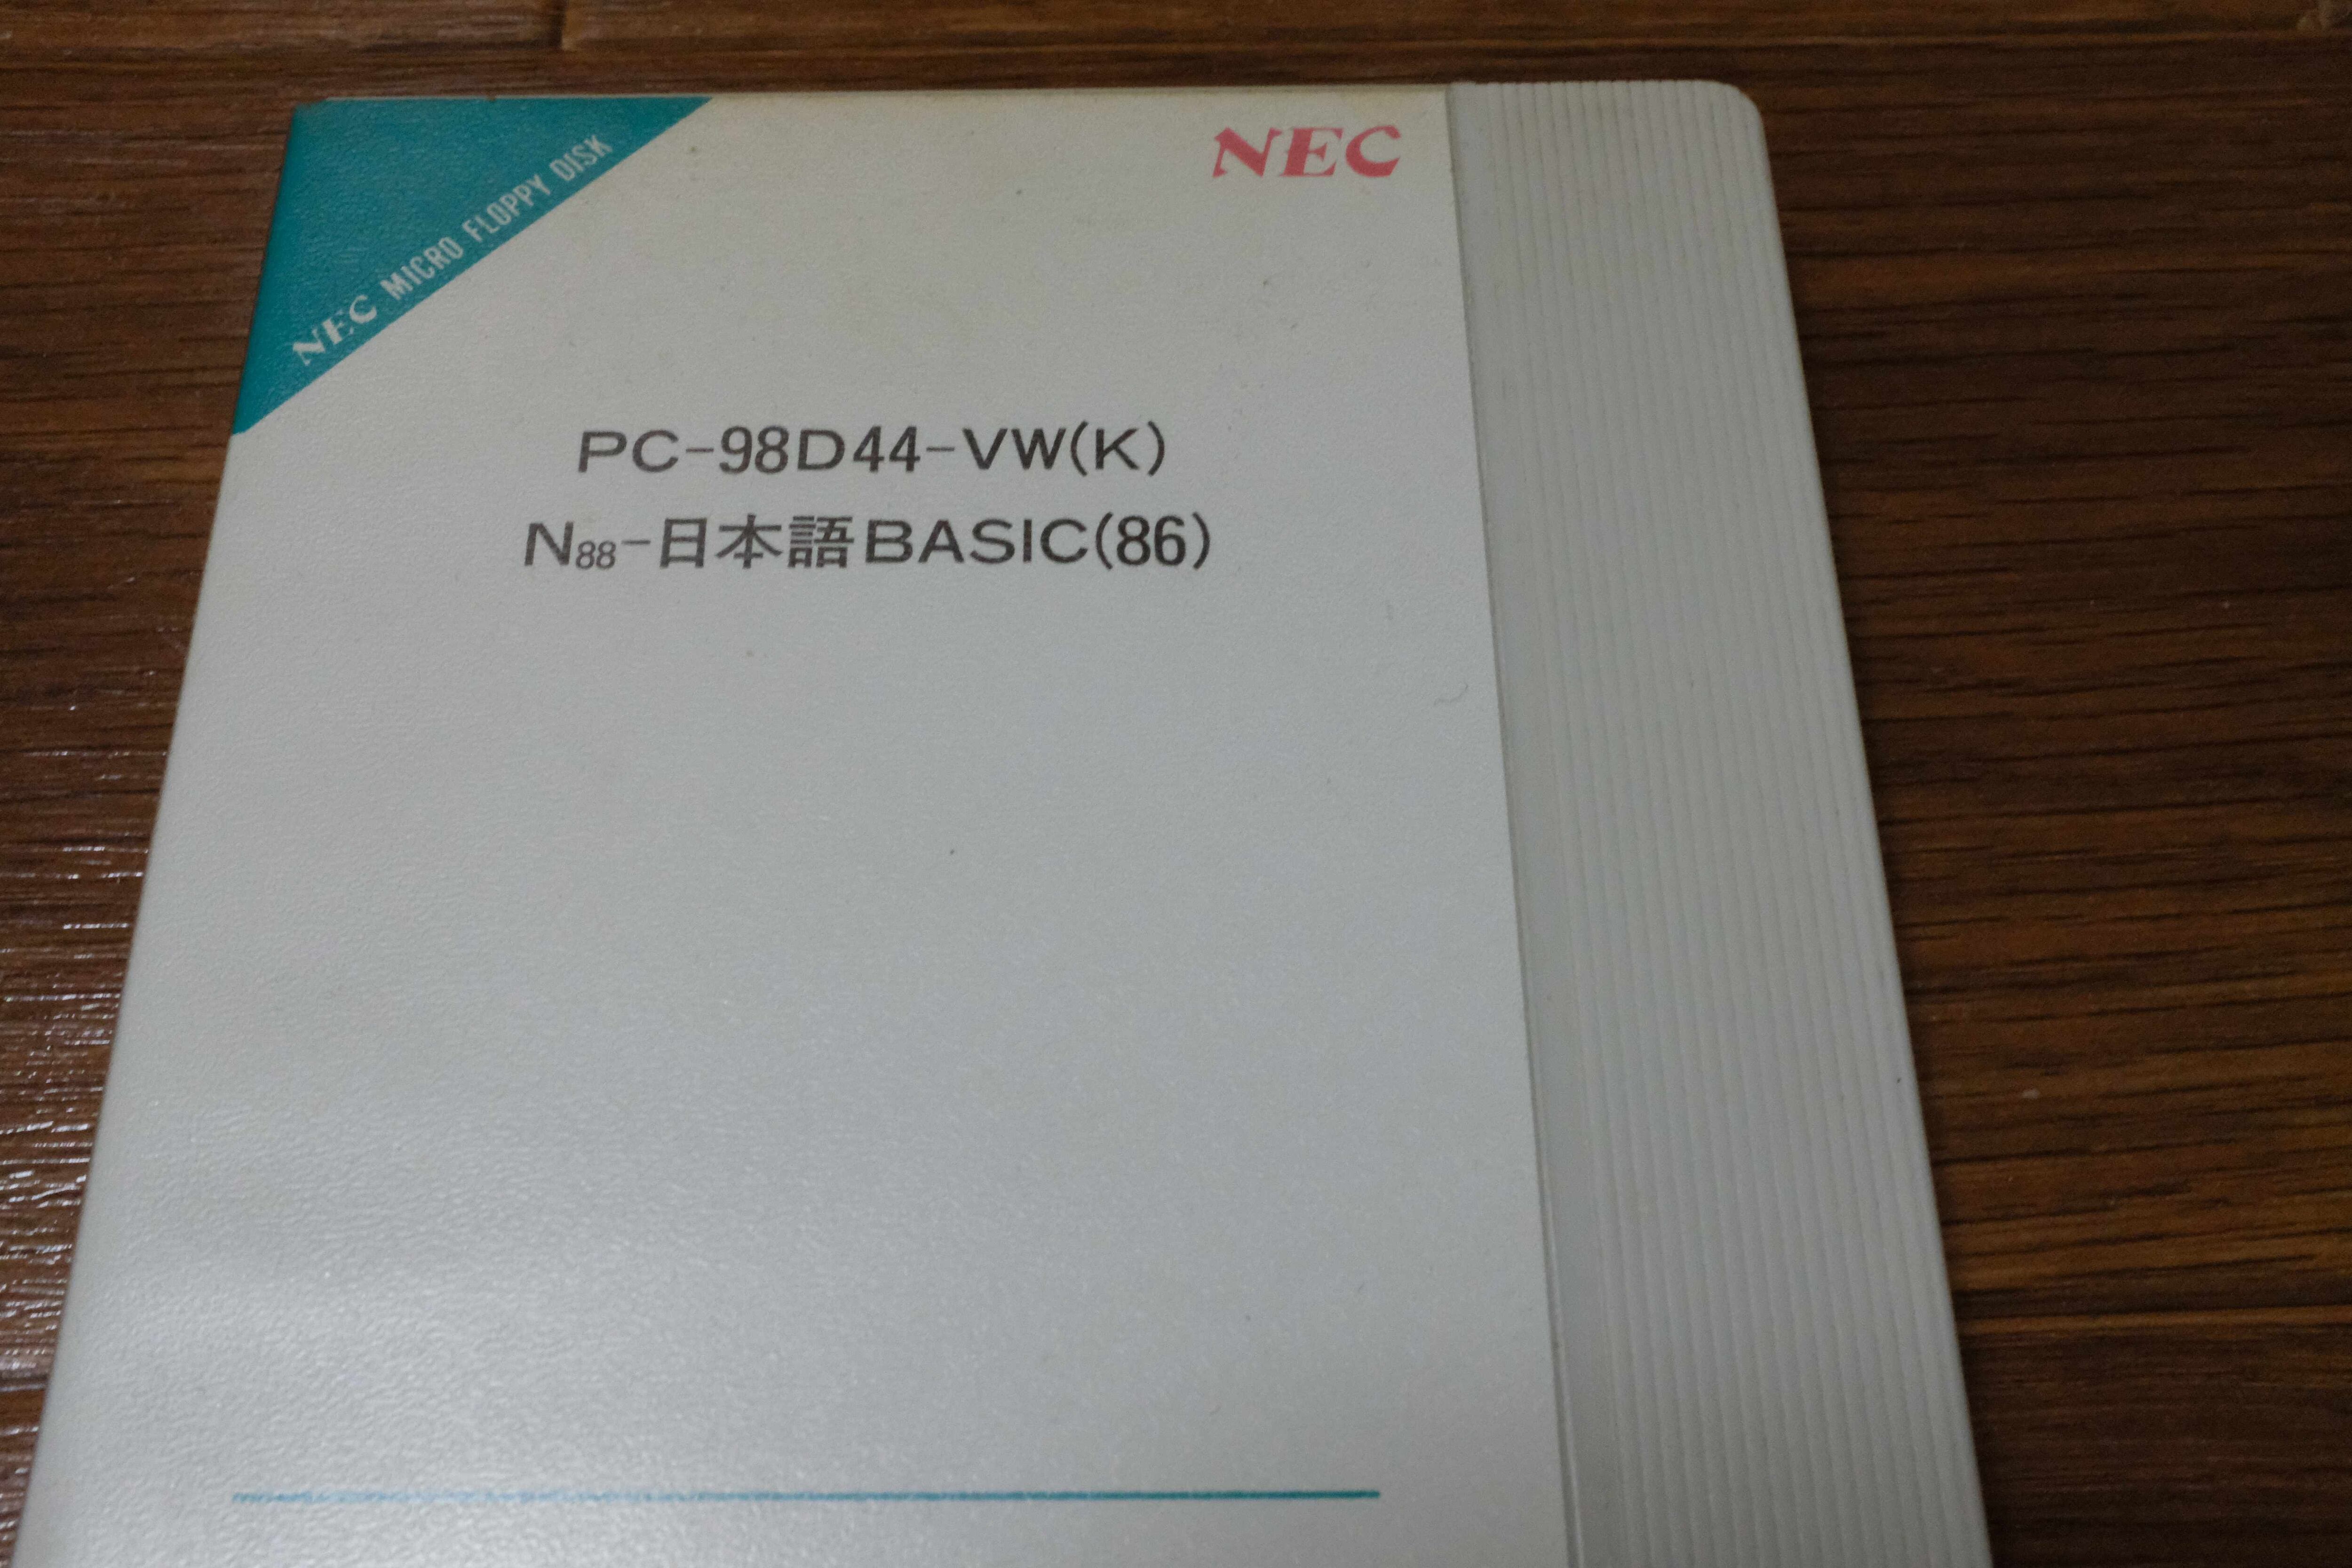 NEC MICRO FLOPPY DISK
NEC
PC-98D44-VW(K)
N88-日本語BASIC(86)